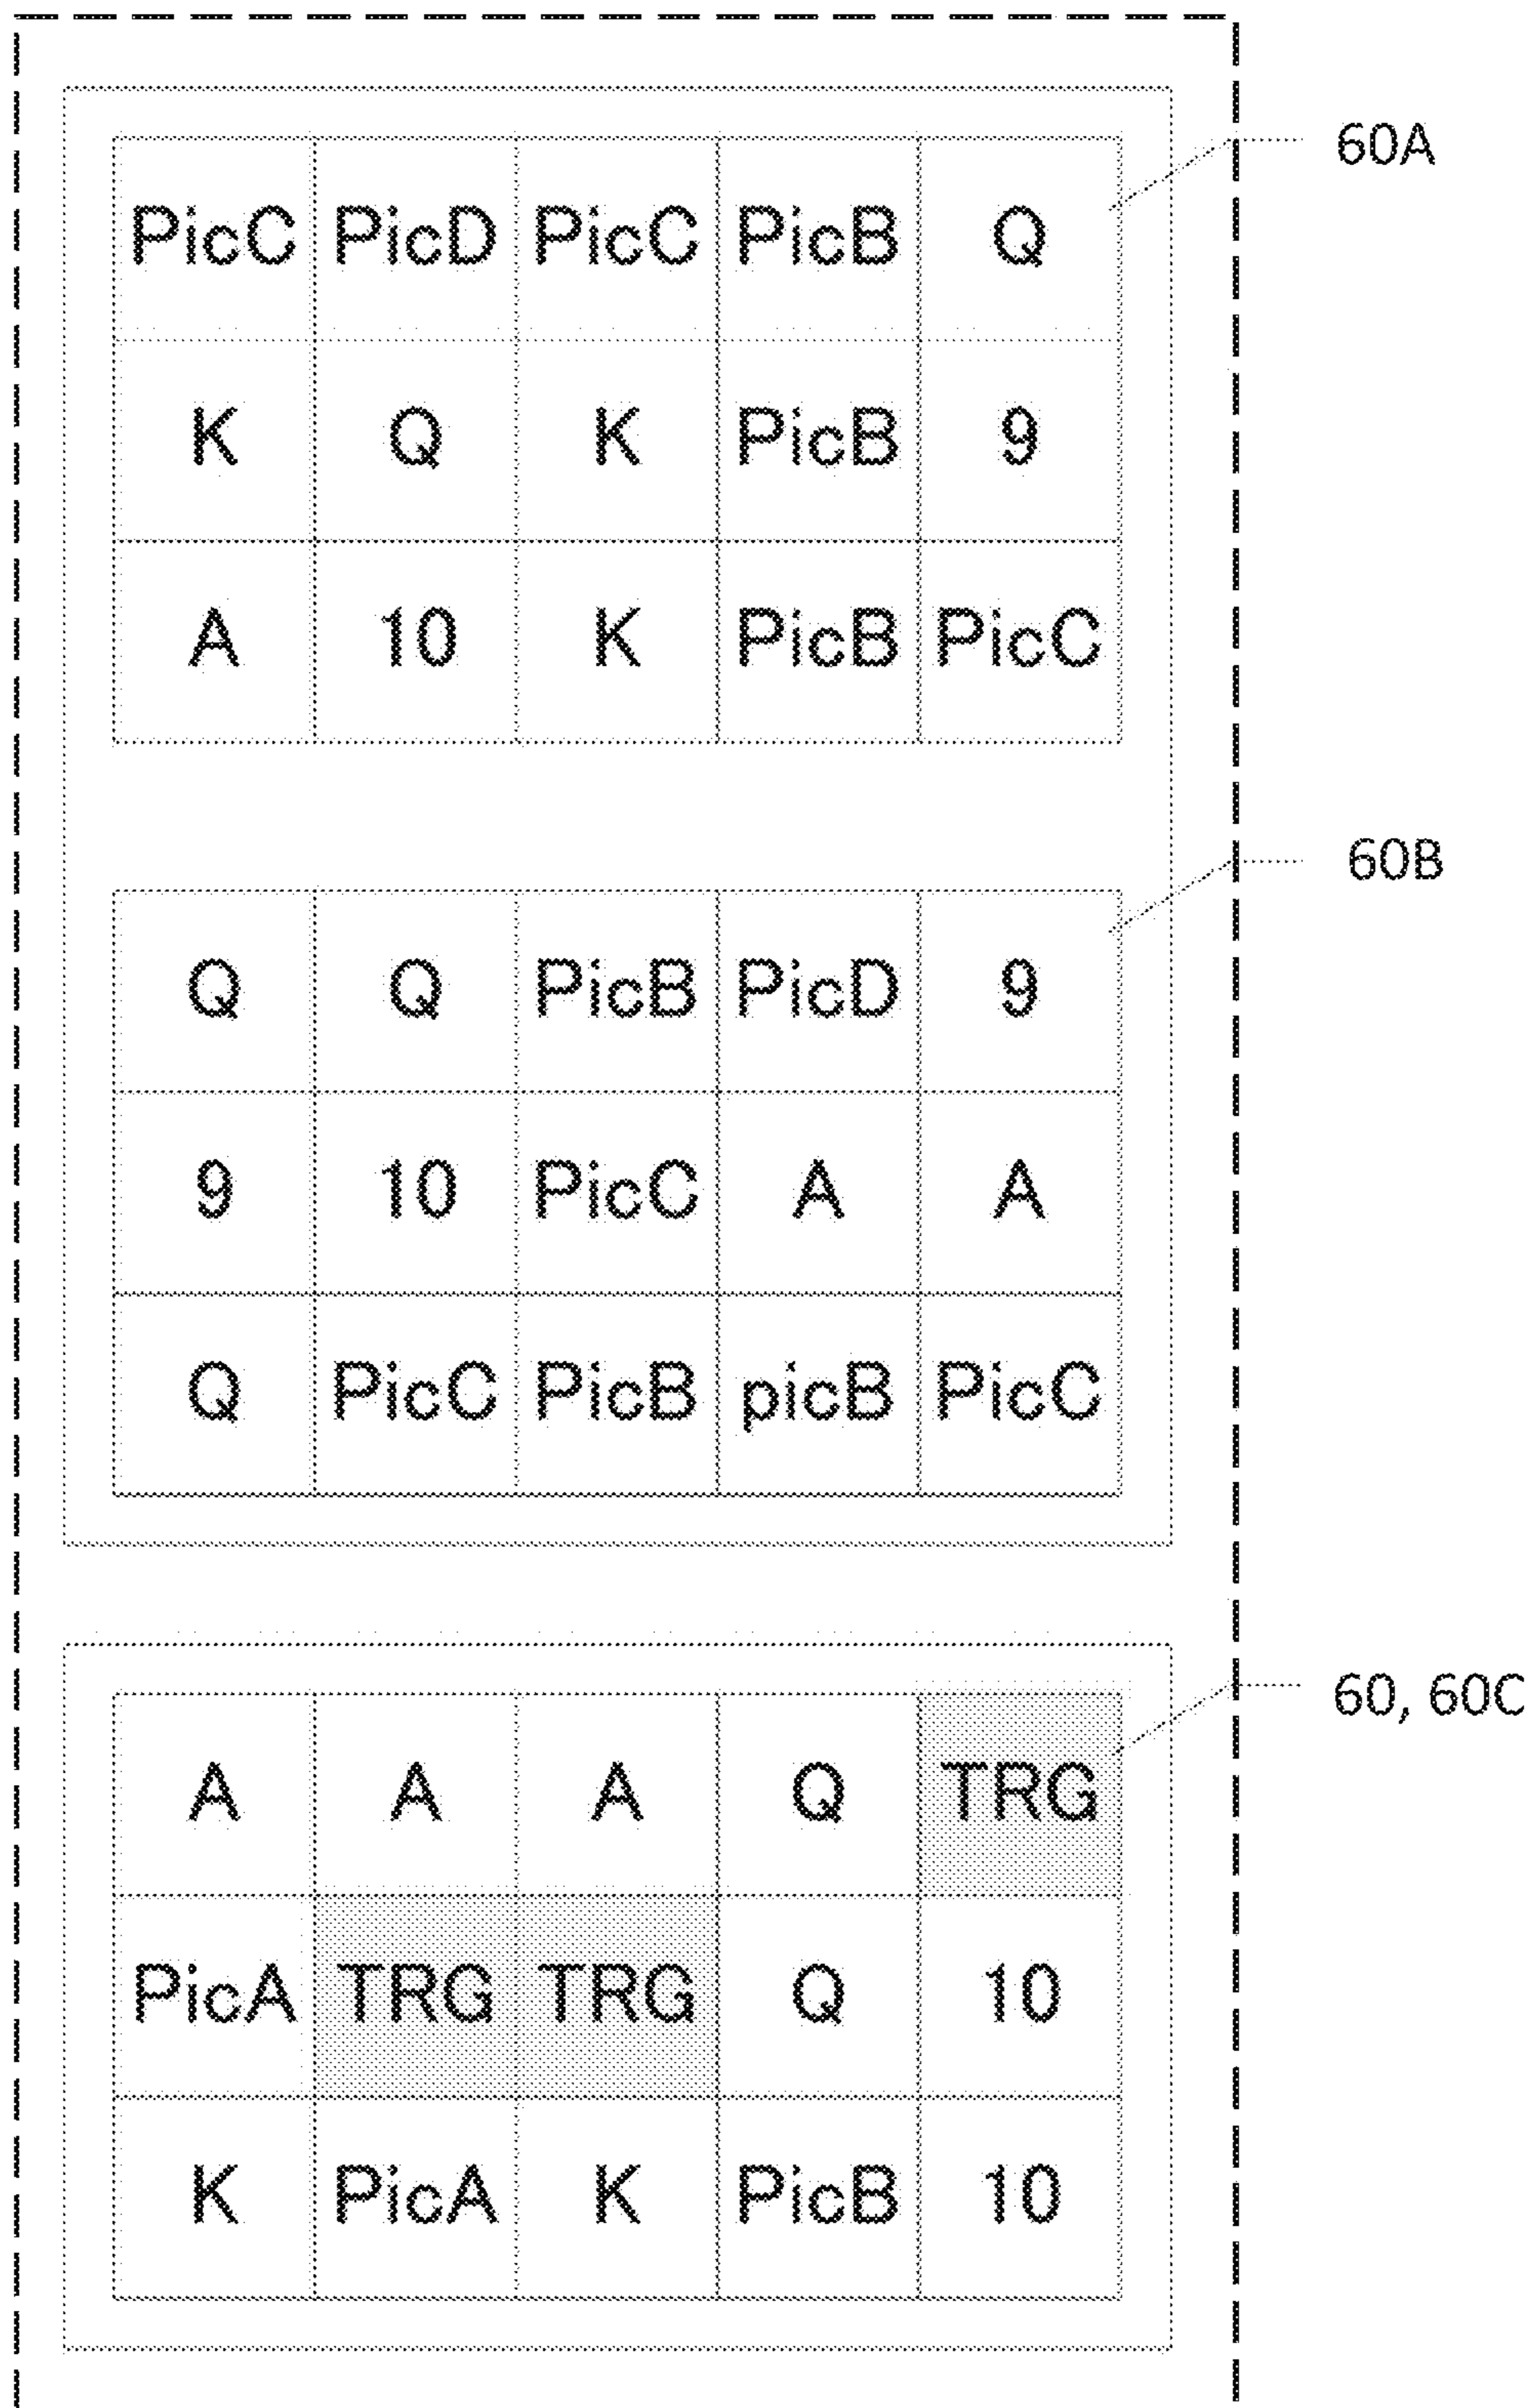 PicC PicD PicC PicB Q 60A
K Q K PicB 9
A 10 K PicB PicC
60B
Q Q PicB PicD 9
9 10 PicC A A
Q PicC PicB picB PicC
60, 60C
A A A Q TRG
PicA TRG TRG Q 10
K PicA K PicB 10